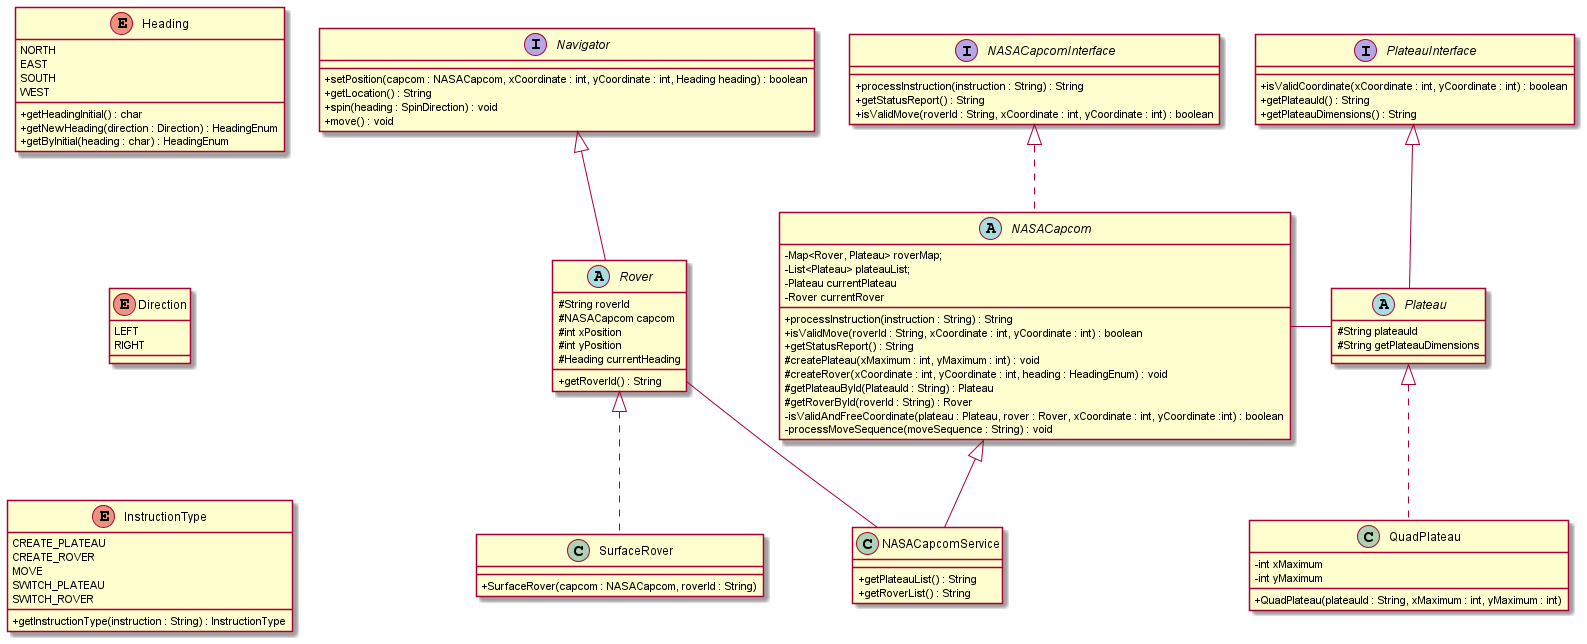 E Heading
NORTH
EAST
SOUTH
WEST
+getHeadingInitial() : char
+getNewHeading(direction : Direction) : HeadingEnum
+getByInitial(heading : char) : HeadingEnum
I Navigator
+setPosition(capcom : NASACapcom, xCoordinate : int, yCoordinate : int, Heading heading) : boolean
+getLocation() : String
+spin(heading : SpinDirection) : void
+move() : void
I NASACapcomInterface
+processInstruction(instruction : String) : String
+getStatusReport() : String
+isValidMove(roverId : String, xCoordinate : int, yCoordinate : int) : boolean
I PlateauInterface
+isValidCoordinate(xCoordinate : int, yCoordinate : int) : boolean
+getPlateauId() : String
+getPlateauDimensions() : String
E Direction
LEFT
RIGHT
A Rover
#String roverId
#NASACapcom capcom
#int xPosition
#int yPosition
#Heading currentHeading
+getRoverId() : String
A NASACapcom
-Map<Rover, Plateau> roverMap;
-List<Plateau> plateauList;
-Plateau currentPlateau
-Rover currentRover
+processInstruction(instruction : String) : String
+isValidMove(roverId : String, xCoordinate : int, yCoordinate : int) : boolean
+getStatusReport() : String
#createPlateau(xMaximum : int, yMaximum : int) : void
#createRover(xCoordinate : int, yCoordinate : int, heading : HeadingEnum) : void
#getPlateauById(PlateauId : String) : Plateau
#getRoverById(roverId : String) : Rover
-isValidAndFreeCoordinate(plateau : Plateau, rover : Rover, xCoordinate : int, yCoordinate :int) : boolean
-processMoveSequence(moveSequence : String) : void
A Plateau
#String plateauId
#String getPlateauDimensions
E InstructionType
CREATE_PLATEAU
CREATE_ROVER
MOVE
SWITCH_PLATEAU
SWITCH_ROVER
+getInstructionType(instruction : String) : InstructionType
C SurfaceRover
+SurfaceRover(capcom : NASACapcom, roverId : String)
C NASACapcomService
+getPlateauList() : String
+getRoverList() : String
C QuadPlateau
-int xMaximum
-int yMaximum
+QuadPlateau(plateauId : String, xMaximum : int, yMaximum : int)